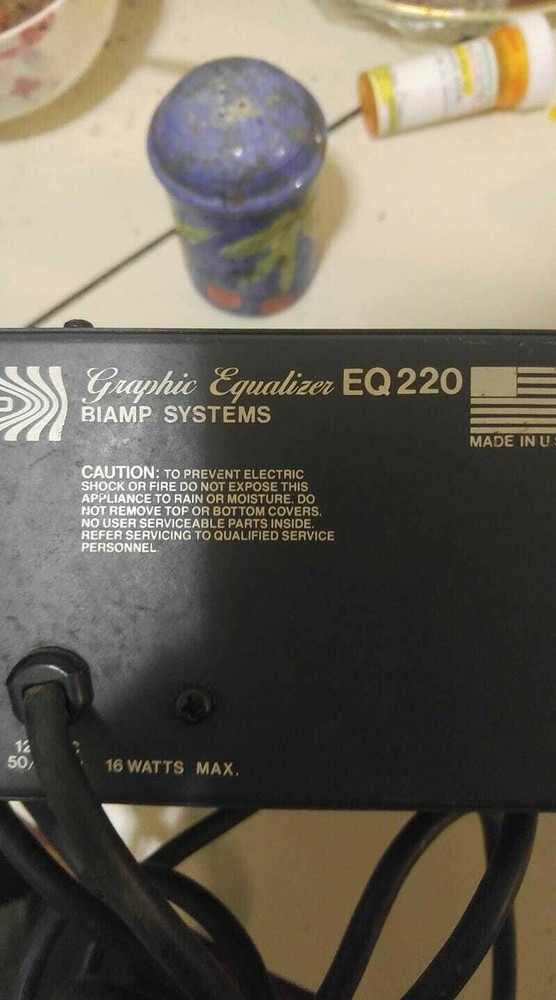 Graphic Equalizer EQ220
BIAMP SYSTEMS
MADE IN U.S
CAUTION: TO PREVENT ELECTRIC
SHOCK OR FIRE DO NOT EXPOSE THIS
APPLIANCE TO RAIN OR MOISTURE. DO
NOT REMOVE TOP OR BOTTOM COVERS.
NO USER SERVICEABLE PARTS INSIDE.
REFER SERVICING TO QUALIFIED SERVICE
PERSONNEL.
16 WATTS MAX.